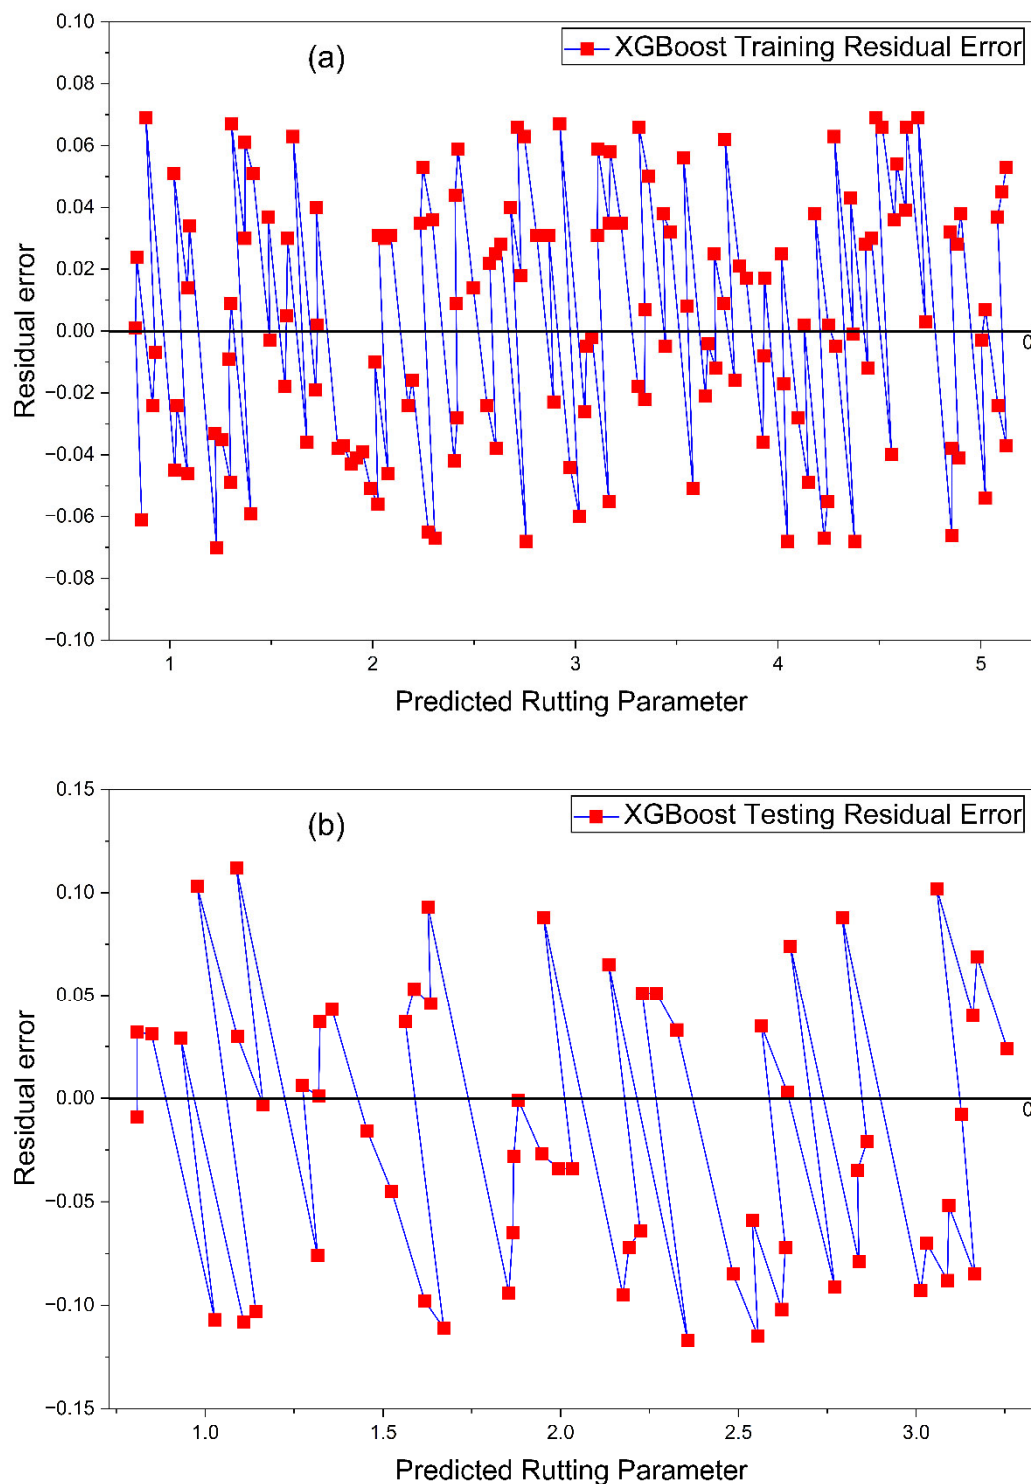 0.10
(a)
XGBoost Training Residual Error
0.08
0.06
0.04
0.02
0.00
0
−0.02
−0.04
−0.06
−0.08
−0.10
Residual error
1 2 3 4 5
Predicted Rutting Parameter
0.15
(b)
XGBoost Testing Residual Error
0.10
0.05
0.00
0
−0.05
−0.10
−0.15
Residual error
1.0 1.5 2.0 2.5 3.0
Predicted Rutting Parameter